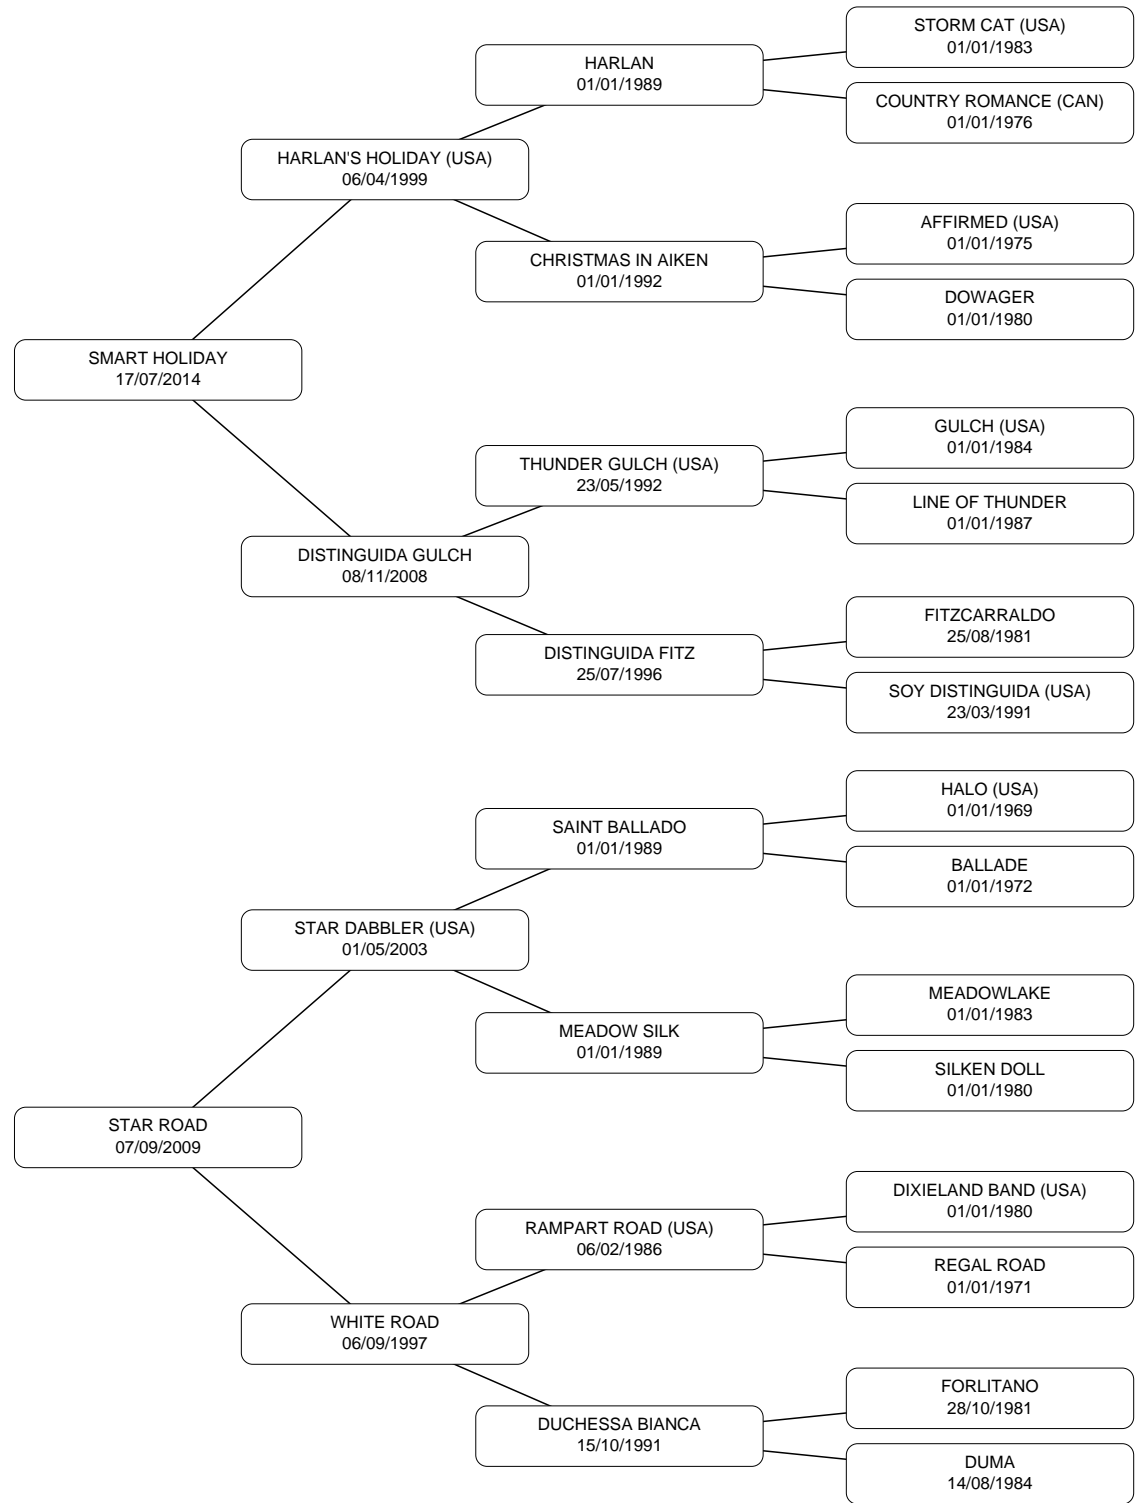 STORM CAT (USA)
01/01/1983
HARLAN
01/01/1989
COUNTRY ROMANCE (CAN)
01/01/1976
HARLAN'S HOLIDAY (USA)
06/04/1999
AFFIRMED (USA)
01/01/1975
CHRISTMAS IN AIKEN
01/01/1992
DOWAGER
01/01/1980
SMART HOLIDAY
17/07/2014
GULCH (USA)
01/01/1984
THUNDER GULCH (USA)
23/05/1992
LINE OF THUNDER
01/01/1987
DISTINGUIDA GULCH
08/11/2008
FITZCARRALDO
25/08/1981
DISTINGUIDA FITZ
25/07/1996
SOY DISTINGUIDA (USA)
23/03/1991
HALO (USA)
01/01/1969
SAINT BALLADO
01/01/1989
BALLADE
01/01/1972
STAR DABBLER (USA)
01/05/2003
MEADOWLAKE
01/01/1983
MEADOW SILK
01/01/1989
SILKEN DOLL
01/01/1980
STAR ROAD
07/09/2009
DIXIELAND BAND (USA)
01/01/1980
RAMPART ROAD (USA)
06/02/1986
REGAL ROAD
01/01/1971
WHITE ROAD
06/09/1997
FORLITANO
28/10/1981
DUCHESSA BIANCA
15/10/1991
DUMA
14/08/1984